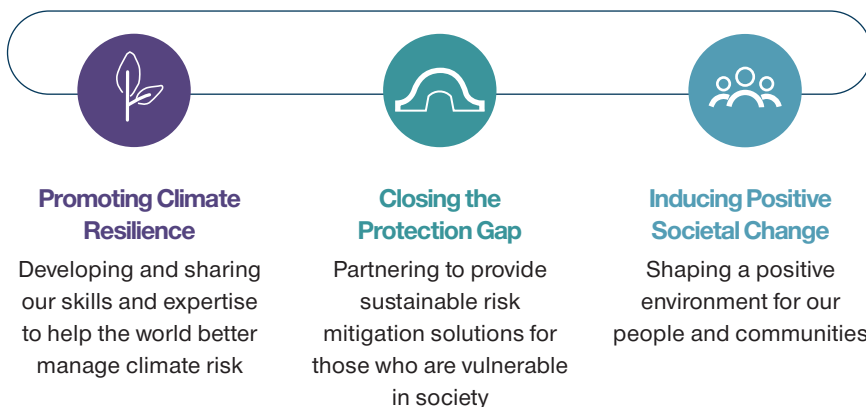 Promoting Climate
Resilience
Developing and sharing
our skills and expertise
to help the world better
manage climate risk
Closing the
Protection Gap
Partnering to provide
sustainable risk
mitigation solutions for
those who are vulnerable
in society
Inducing Positive
Societal Change
Shaping a positive
environment for our
people and communities